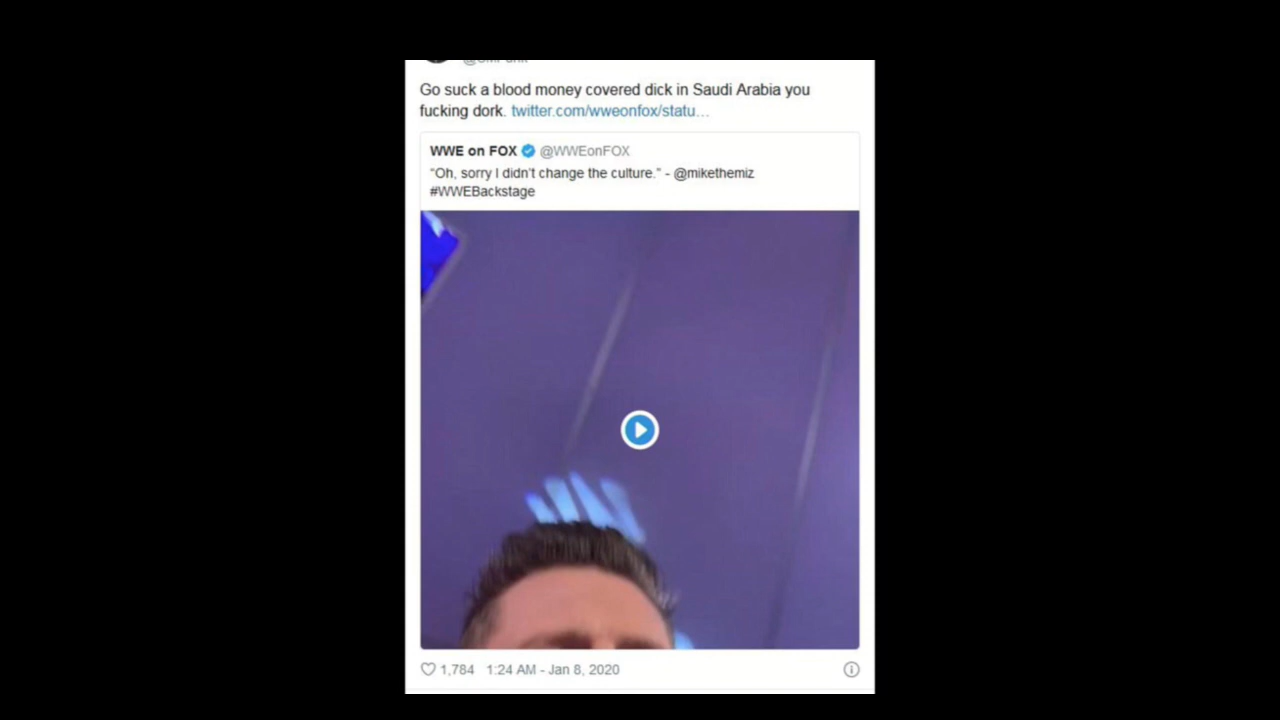 Go suck a blood money covered dick in Saudi Arabia you
fucking dork. twitter.com/wweonfox/statu…
WWE on FOX @WWEonFOX
"Oh, sorry I didn't change the culture." - @mikethemiz
#WWEBackstage
1,784 1:24 AM - Jan 8, 2020